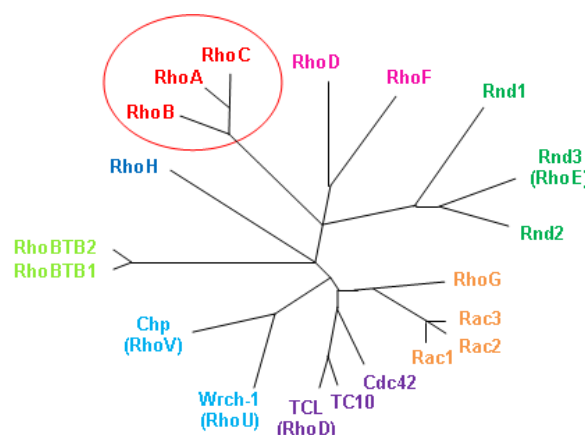 RhoC
RhoA
RhoB
RhoD
RhoF
Rnd1
Rnd3
(RhoE)
Rnd2
RhoH
RhoBTB2
RhoBTB1
RhoG
Rac3
Rac2
Rac1
Chp
(RhoV)
Cdc42
TC10
Wrch-1
(RhoU)
TCL
(RhoD)